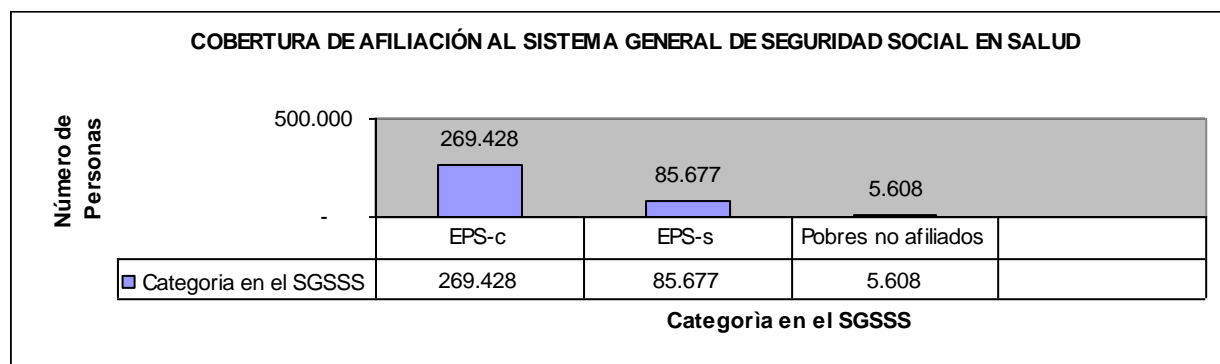 COBERTURA DE AFILIACIÓN AL SISTEMA GENERAL DE SEGURIDAD SOCIAL EN SALUD
Número de
Personas
500.000
-
269.428
85.677
5.608
EPS-c
EPS-s
Pobres no afiliados
Categoria en el SGSSS
269.428
85.677
5.608
Categorìa en el SGSSS